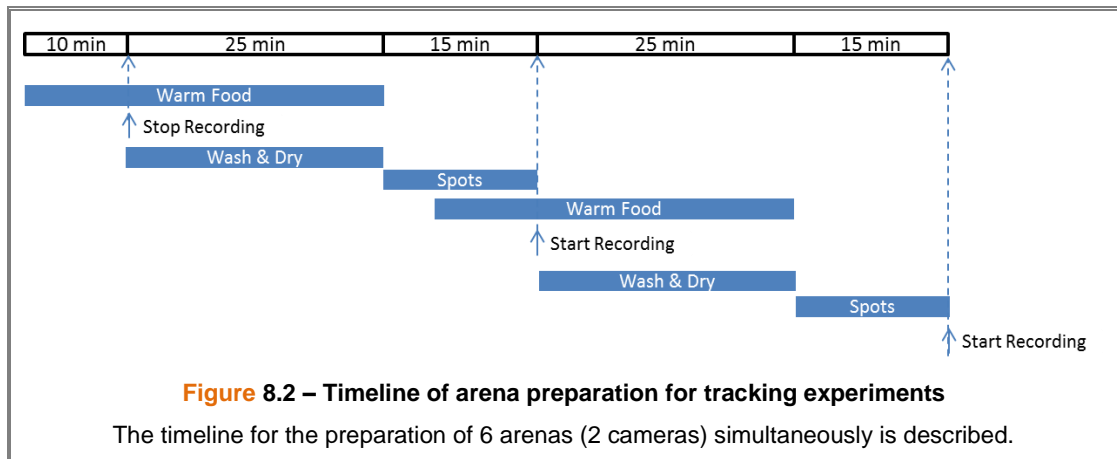 10 min 25 min 15 min 25 min 15 min
Warm Food
Stop Recording
Wash & Dry
Spots
Warm Food
Start Recording
Wash & Dry
Spots
Start Recording
Figure 8.2 – Timeline of arena preparation for tracking experiments
The timeline for the preparation of 6 arenas (2 cameras) simultaneously is described.